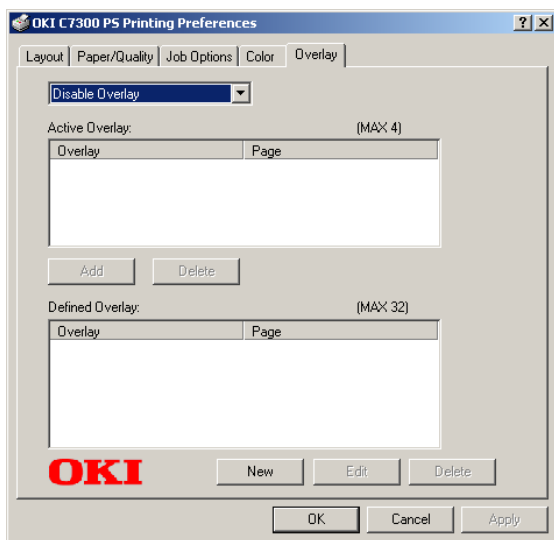 OKI C7300 PS Printing Preferences
Layout Paper/Quality Job Options Color Overlay
Disable Overlay
Active Overlay: (MAX 4)
Overlay Page
Add Delete
Defined Overlay: (MAX 32)
Overlay Page
OKI New Edit Delete
OK Cancel Apply